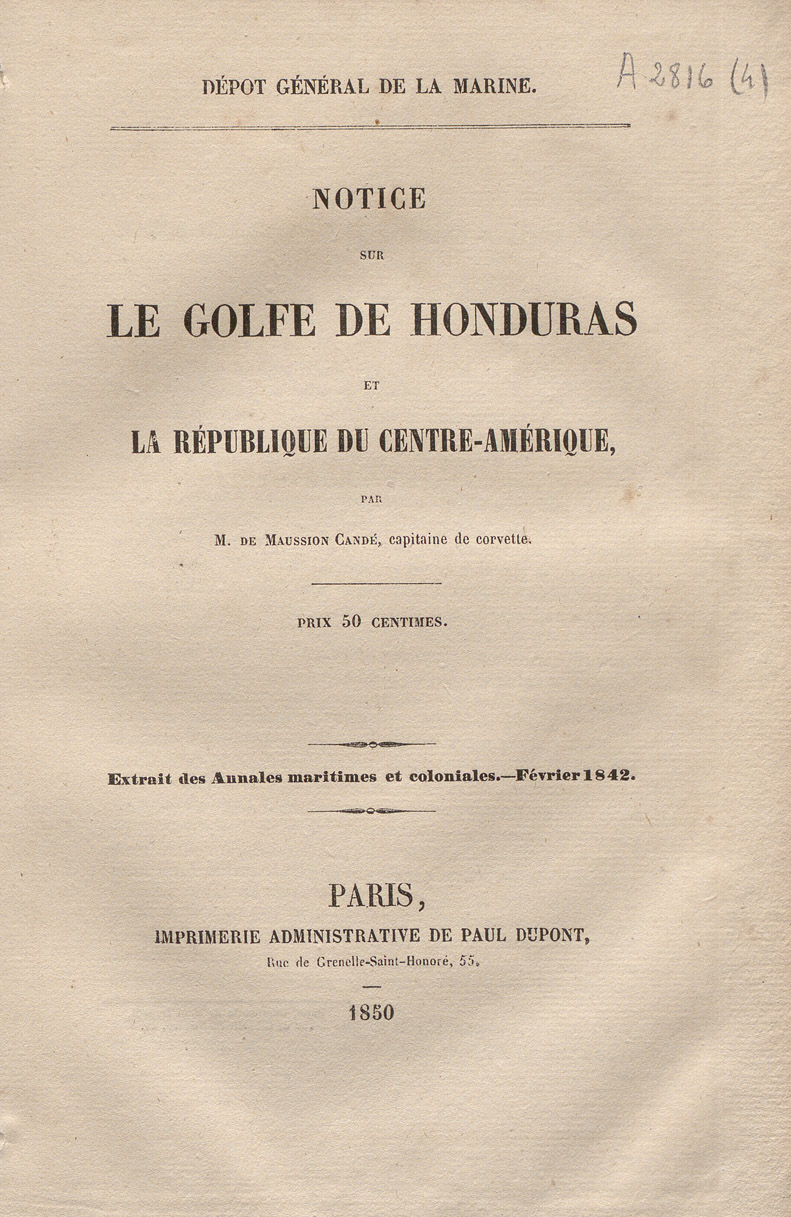 DÉPOT GÉNÉRAL DE LA MARINE.
A 2816 (4)
NOTICE
SUR
LE GOLFE DE HONDURAS
ET
LA RÉPUBLIQUE DU CENTRE-AMÉRIQUE,
PAR
M. DE MAUSSION CANDÉ, capitaine de corvette.
PRIX 50 CENTIMES.
Extrait des Annales maritimes et coloniales.—Février 1842.
PARIS,
IMPRIMERIE ADMINISTRATIVE DE PAUL DUPONT,
Rue de Grenelle-Saint-Honoré, 55.
1850